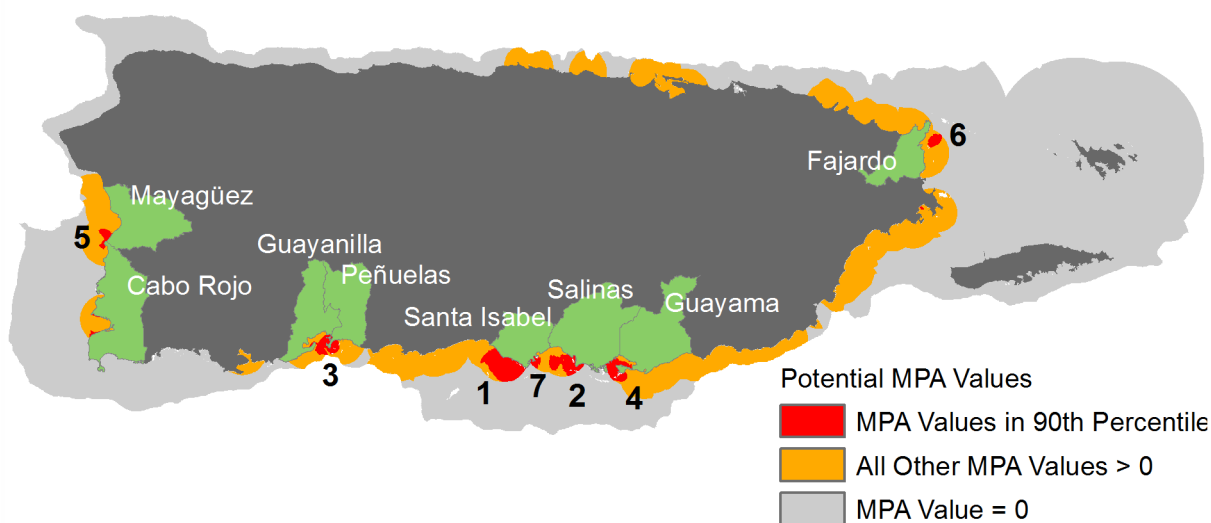 6
Fajardo
Mayagüez
5
Guayanilla
Peñuelas
Cabo Rojo
Salinas
Guayama
Santa Isabel
3
1
7
2
4
Potential MPA Values
MPA Values in 90th Percentile
All Other MPA Values > 0
MPA Value = 0